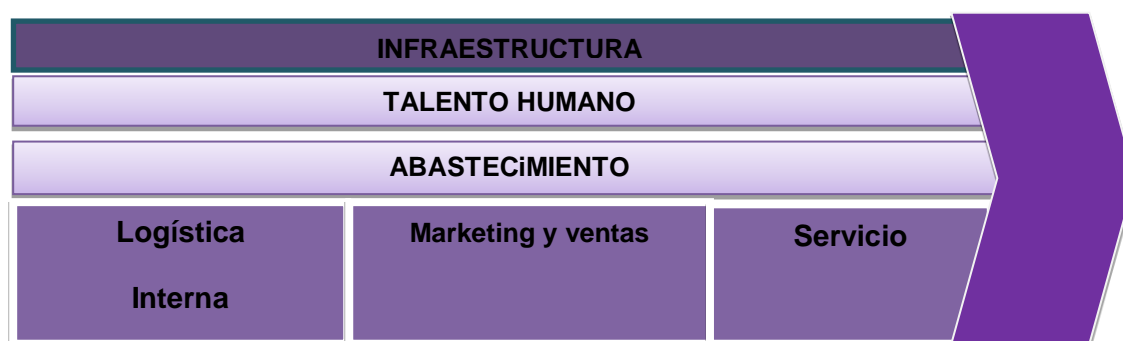 INFRAESTRUCTURA
TALENTO HUMANO
ABASTECiMIENTO
Logística
Interna
Marketing y ventas
Servicio